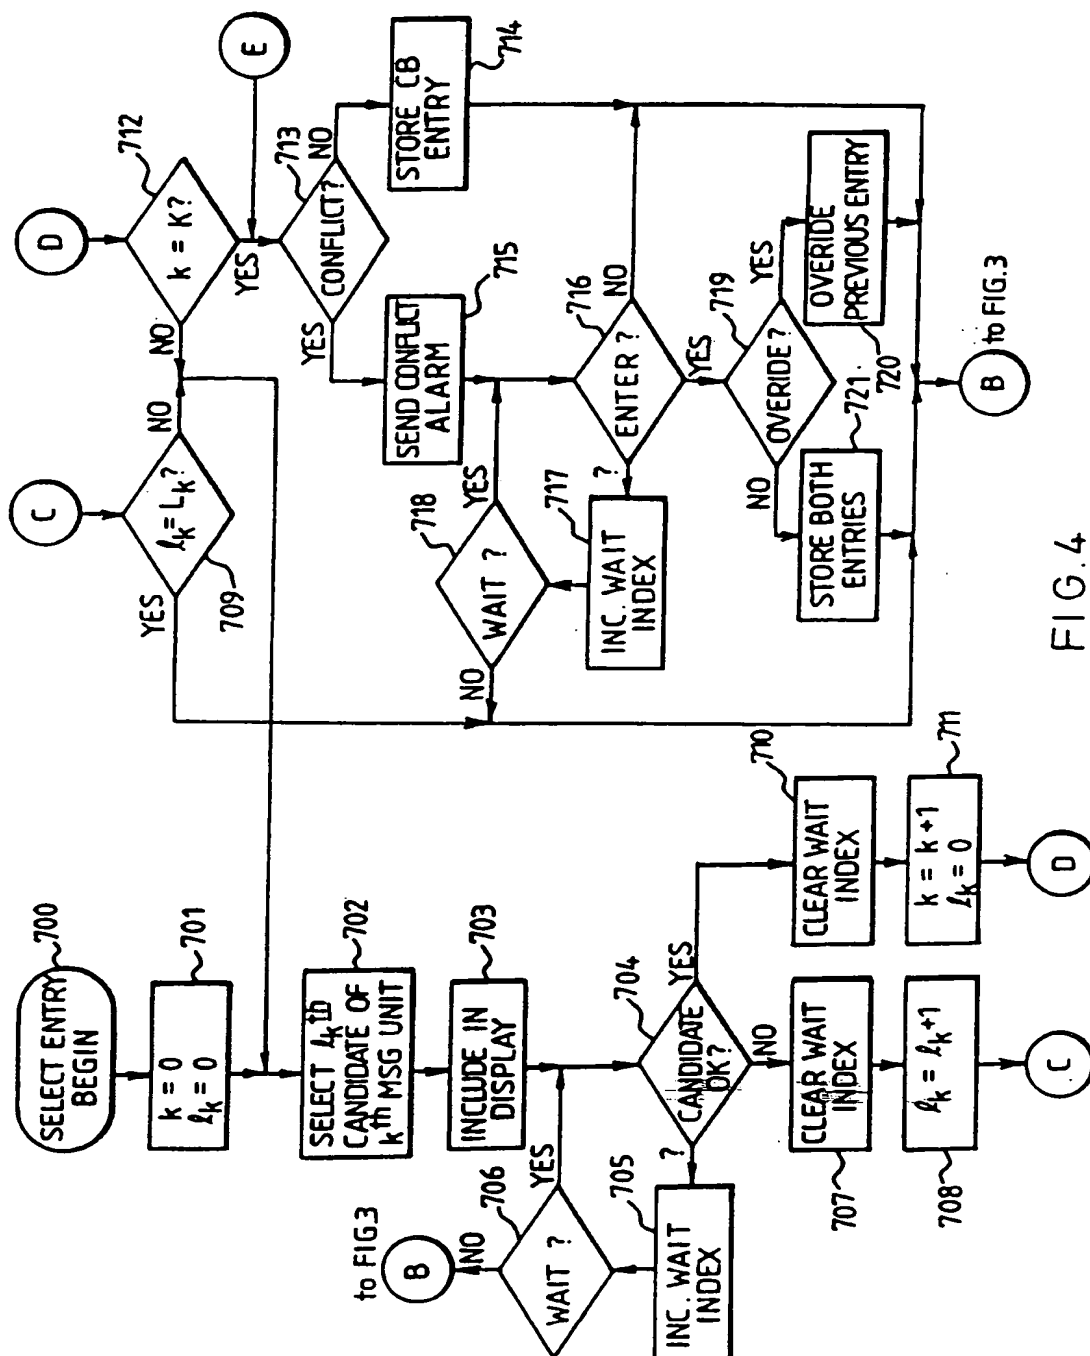 SELECT ENTRY
BEGIN
700
k = 0
ℓk = 0
701
SELECT ℓkth
CANDIDATE OF
kth MSG UNIT
702
INCLUDE IN
DISPLAY
703
CANDIDATE
OK?
704
YES
NO
?
INC. WAIT
INDEX
705
WAIT ?
706
YES
NO
B
to FIG.3
CLEAR WAIT
INDEX
707
ℓk = ℓk+1
708
C
CLEAR WAIT
INDEX
710
k = k+1
ℓk = 0
711
D
C
ℓk = Lk?
709
YES
NO
D
k = K?
712
NO
YES
E
CONFLICT?
713
NO
YES
STORE CB
ENTRY
714
SEND CONFLICT
ALARM
715
ENTER ?
716
NO
YES
?
INC. WAIT
INDEX
717
WAIT ?
718
YES
NO
OVERIDE ?
719
YES
NO
OVERIDE
PREVIOUS ENTRY
720
STORE BOTH
ENTRIES
721
B
to FIG.3
FIG.4